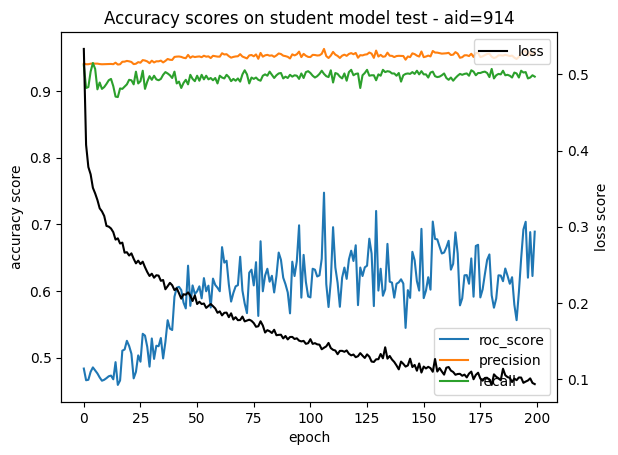 Accuracy scores on student model test - aid=914
loss
0.9
0.8
0.7
0.6
0.5
accuracy score
0.5
0.4
0.3
0.2
0.1
loss score
roc_score
precision
recall
0
25
50
75
100
125
150
175
200
epoch